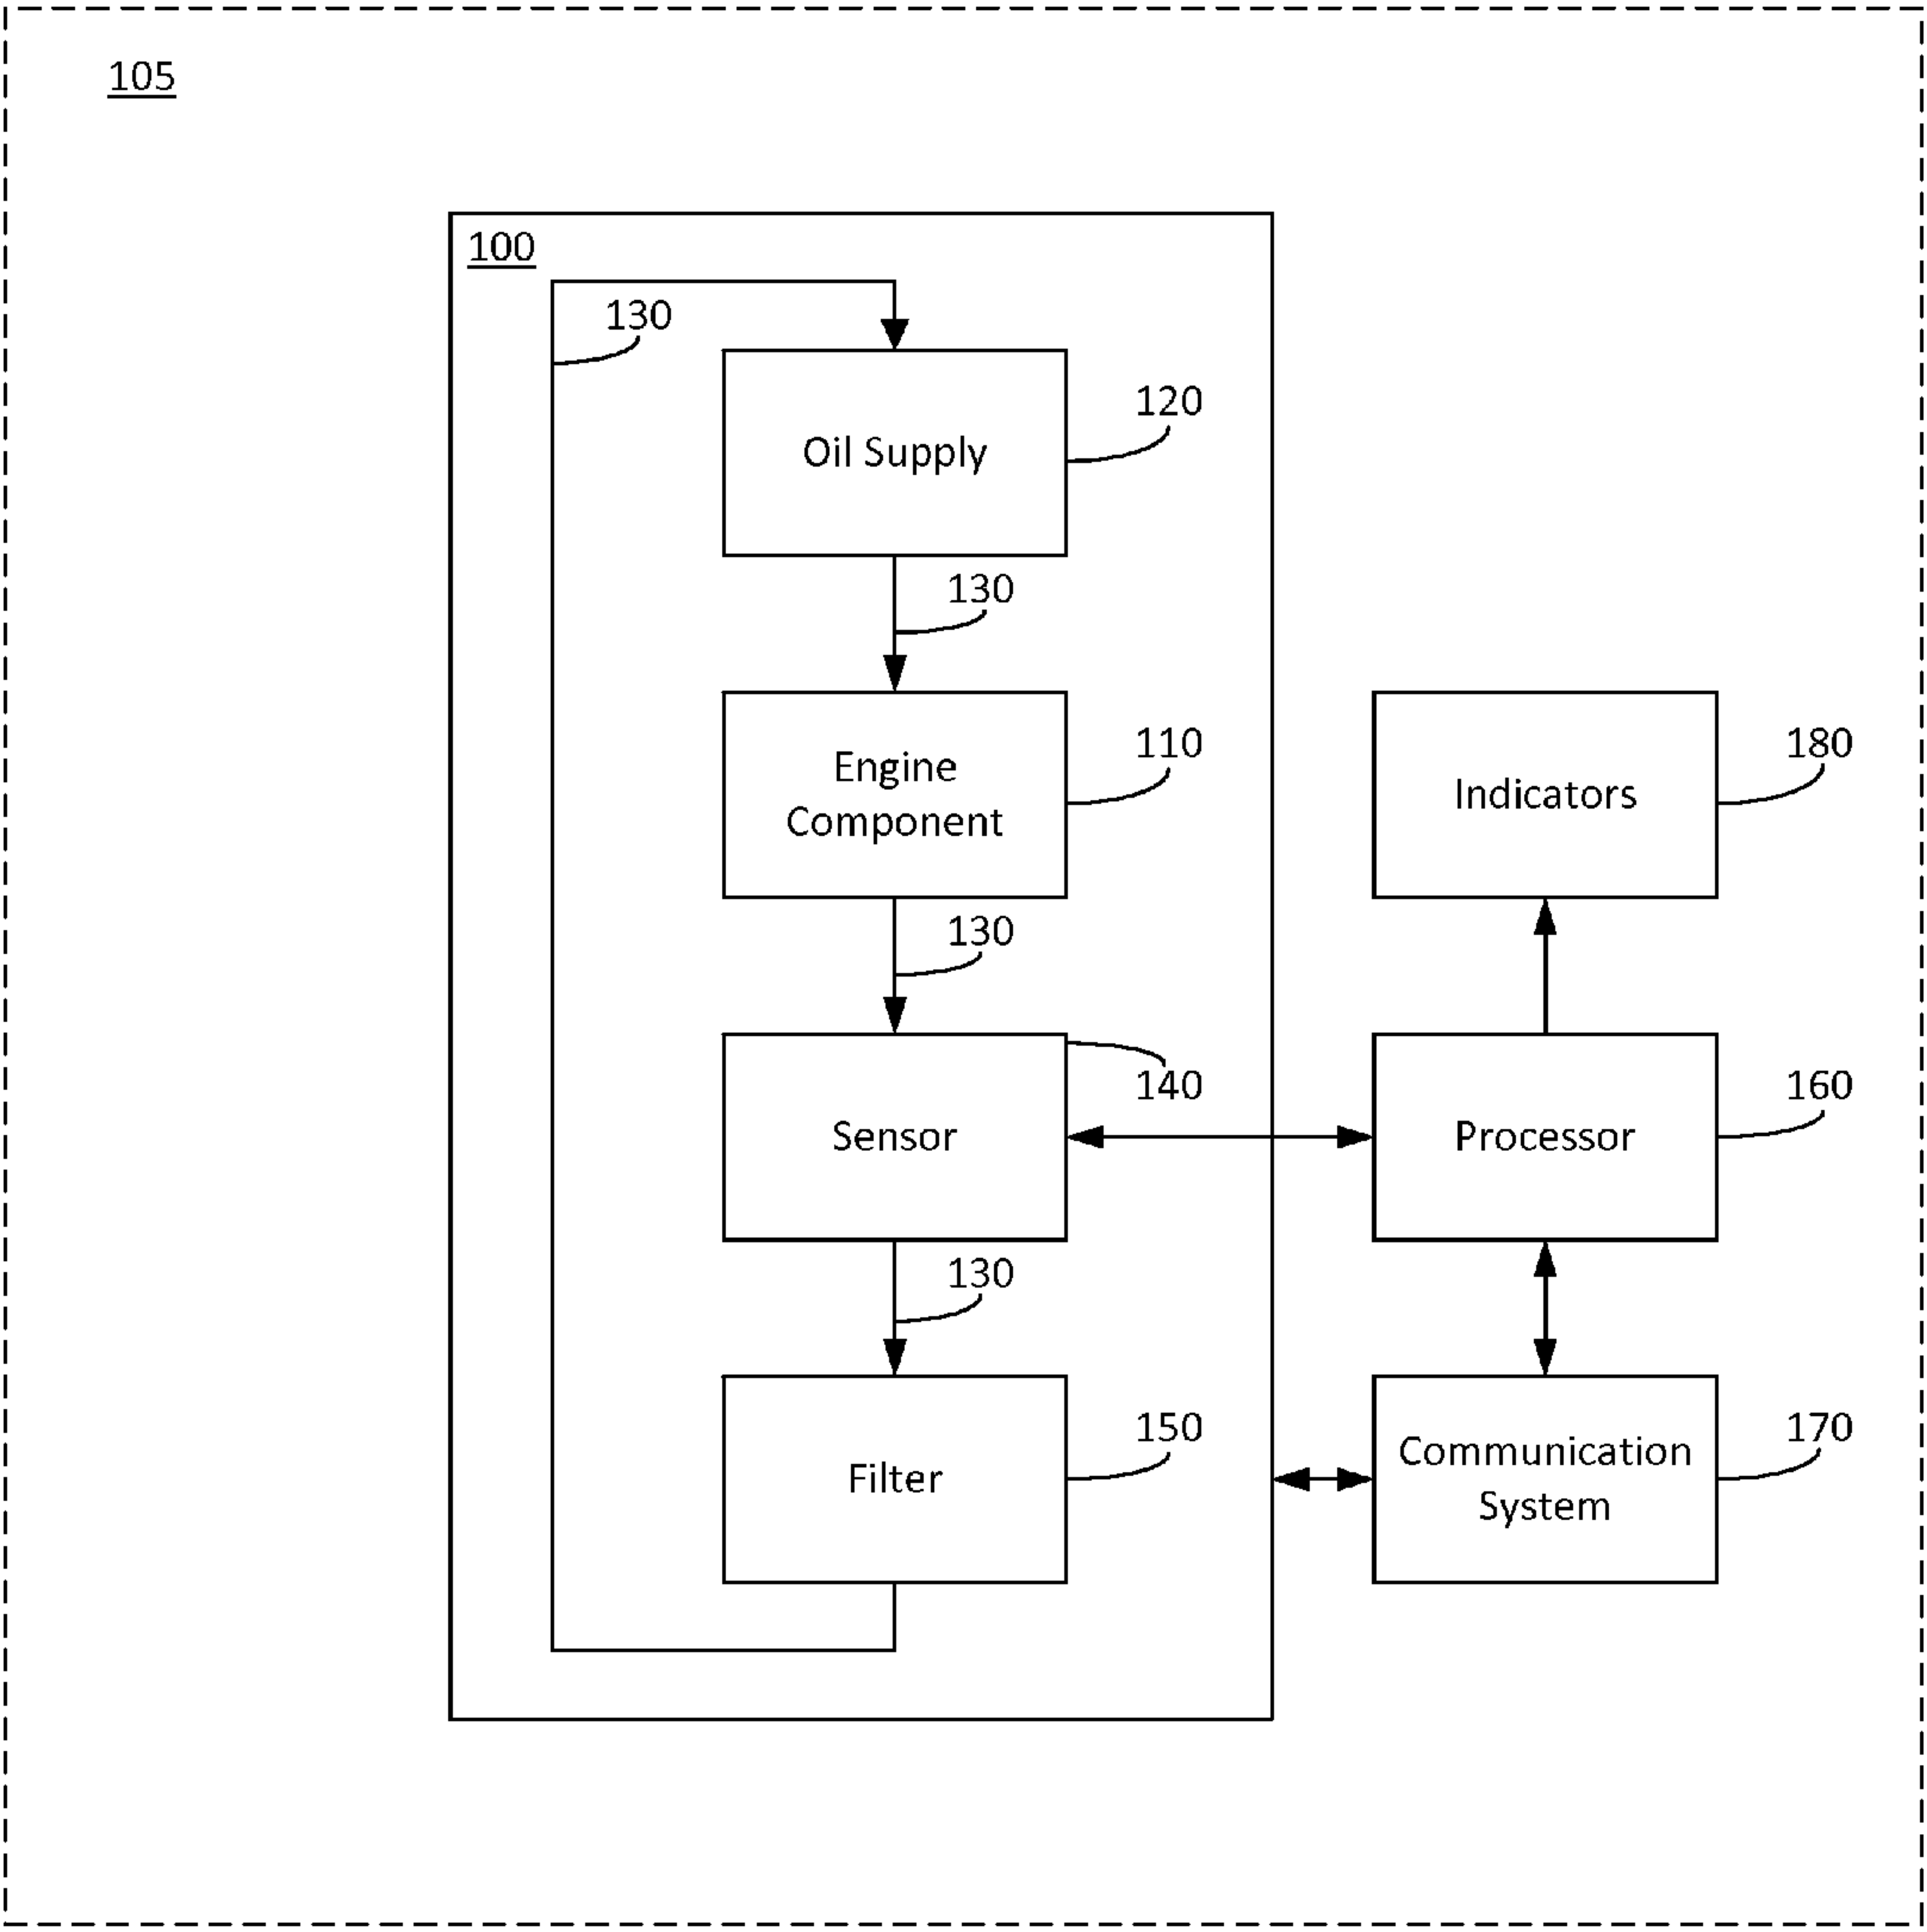 105
100
130
Oil Supply
120
130
Engine
Component
110
130
Indicators
180
Sensor
140
Processor
160
130
Filter
150
Communication
System
170